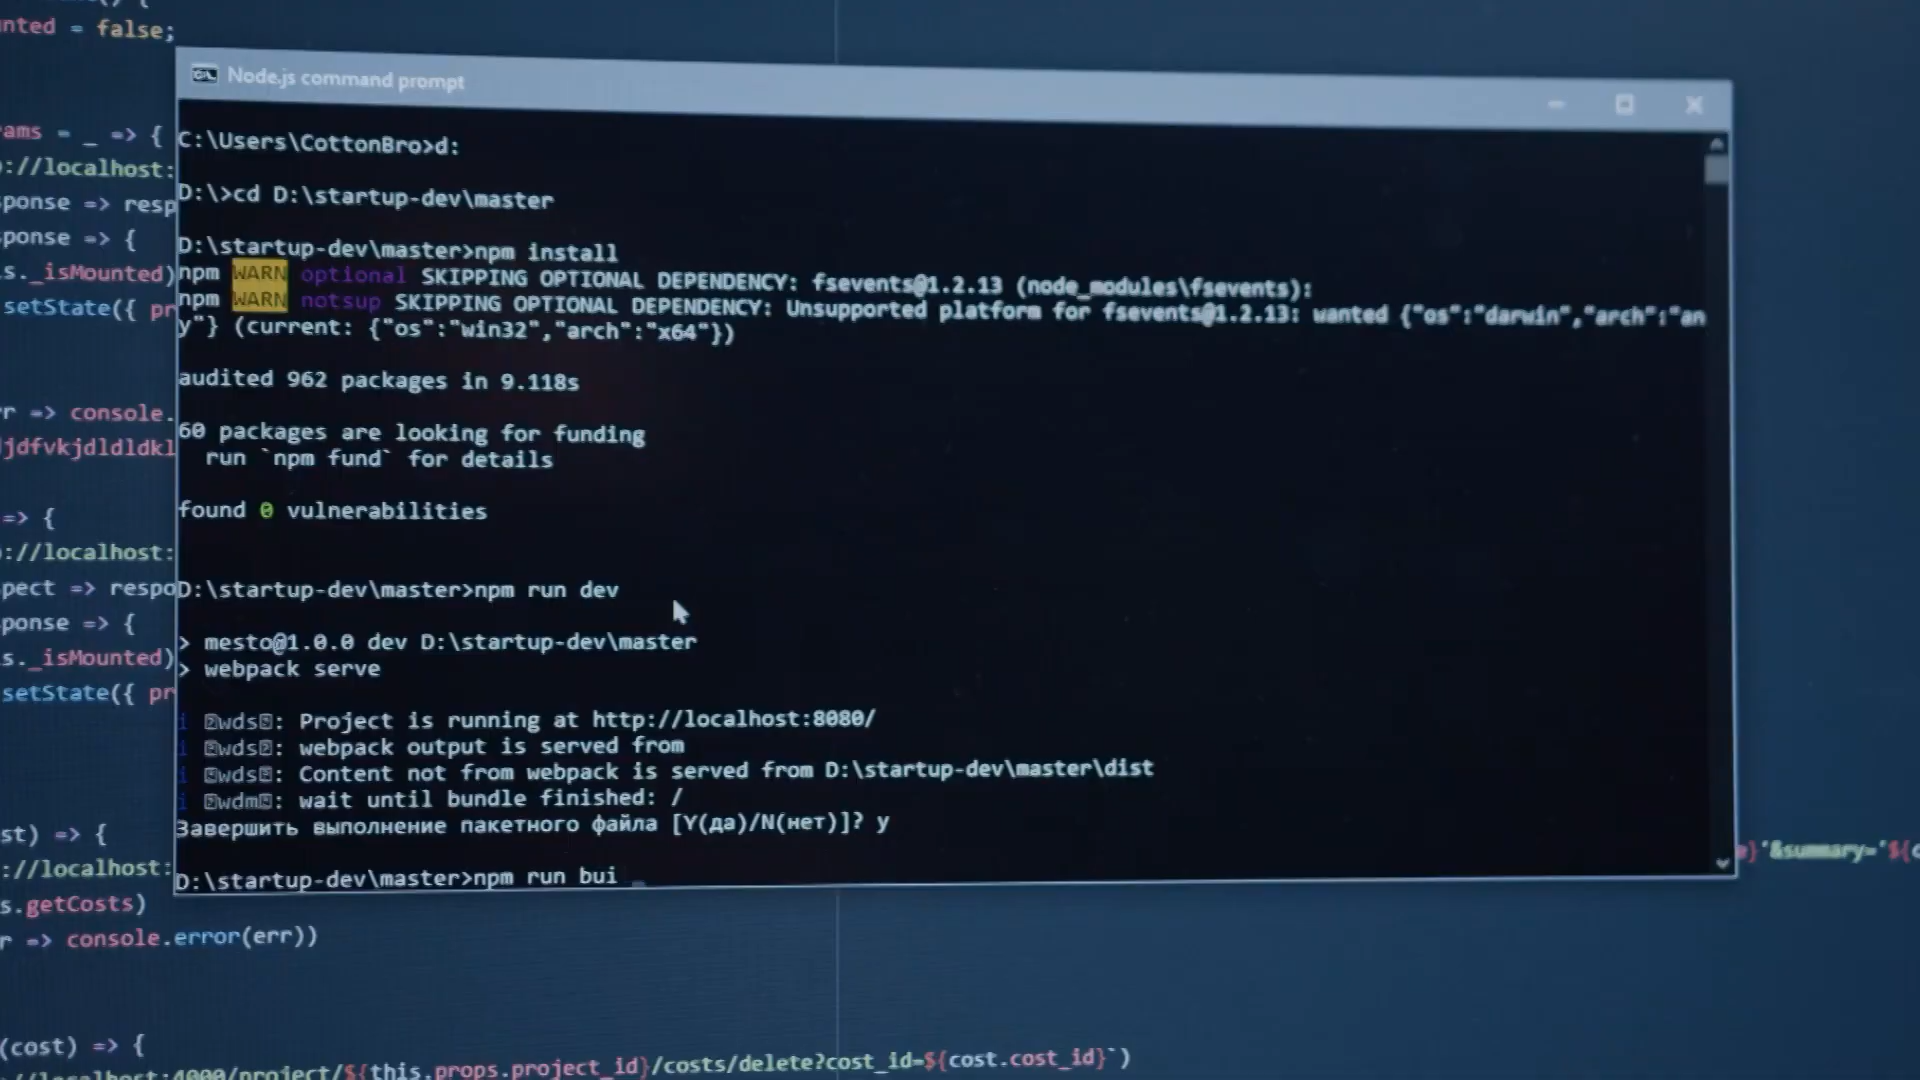 nted = false;
Node.js command prompt
ams = _ => {
C:\Users\CottonBro>d:
://localhost:
D:\>cd D:\startup-dev\master
ponse => resp
ponse => {
D:\startup-dev\master>npm install
s._isMounted)
npm WARN optional SKIPPING OPTIONAL DEPENDENCY: fsevents@1.2.13 (node_modules\fsevents):
setState({ pr
npm WARN notsup SKIPPING OPTIONAL DEPENDENCY: Unsupported platform for fsevents@1.2.13: wanted {"os":"darwin","arch":"an
y"} (current: {"os":"win32","arch":"x64"})
audited 962 packages in 9.118s
r => console.
60 packages are looking for funding
jdfvkjdldldkl
run `npm fund` for details
found 0 vulnerabilities
=> {
://localhost:
pect => respo
D:\startup-dev\master>npm run dev
ponse => {
> mesto@1.0.0 dev D:\startup-dev\master
s._isMounted)
> webpack serve
setState({ pr
i wds: Project is running at http://localhost:8080/
i wds: webpack output is served from
i wds: Content not from webpack is served from D:\startup-dev\master\dist
i wdm: wait until bundle finished: /
Завершить выполнение пакетного файла [Y(да)/N(нет)]? y
st) => {
}'&summary='${c
://localhost:
D:\startup-dev\master>npm run bui
s.getCosts)
r => console.error(err))
(cost) => {
//localhost:4000/project/${this.props.project_id}/costs/delete?cost_id=${cost.cost_id}`)